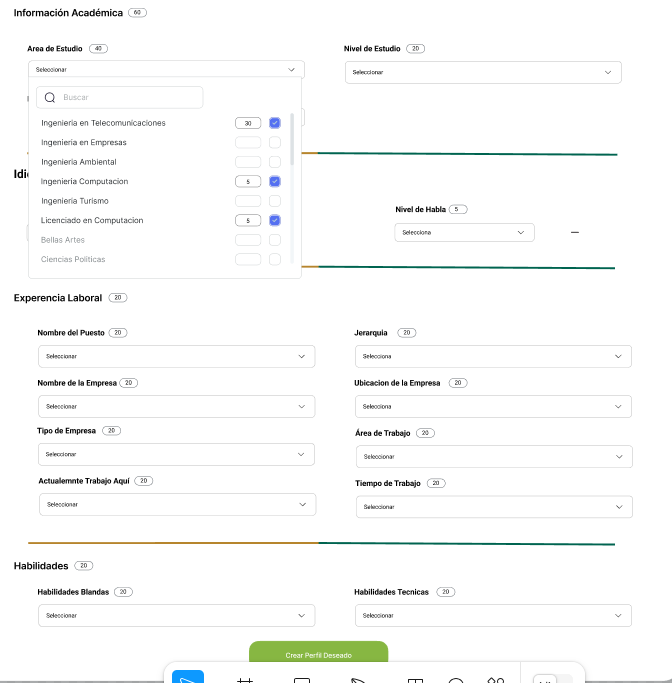 Información Académica 60
Area de Estudio 40
Nivel de Estudio 20
Seleccionar
Seleccionar
Buscar
Ingenieria en Telecomunicaciones 30
Ingenieria en Empresas
Ingenieria Ambiental
Ingenieria Computacion 5
Ingenieria Turismo
Licenciado en Computacion 5
Bellas Artes
Ciencias Politicas
Idi
Nivel de Habla 5
Selecciona
Experencia Laboral 20
Nombre del Puesto 20
Jerarquia 20
Seleccionar
Selecciona
Nombre de la Empresa 20
Ubicacion de la Empresa 20
Seleccionar
Selecciona
Tipo de Empresa 20
Área de Trabajo 20
Seleccionar
Seleccionar
Actualemnte Trabajo Aquí 20
Tiempo de Trabajo 20
Seleccionar
Seleccionar
Habilidades 20
Habilidades Blandas 20
Habilidades Tecnicas 20
Seleccionar
Seleccionar
Crear Perfil Deseado